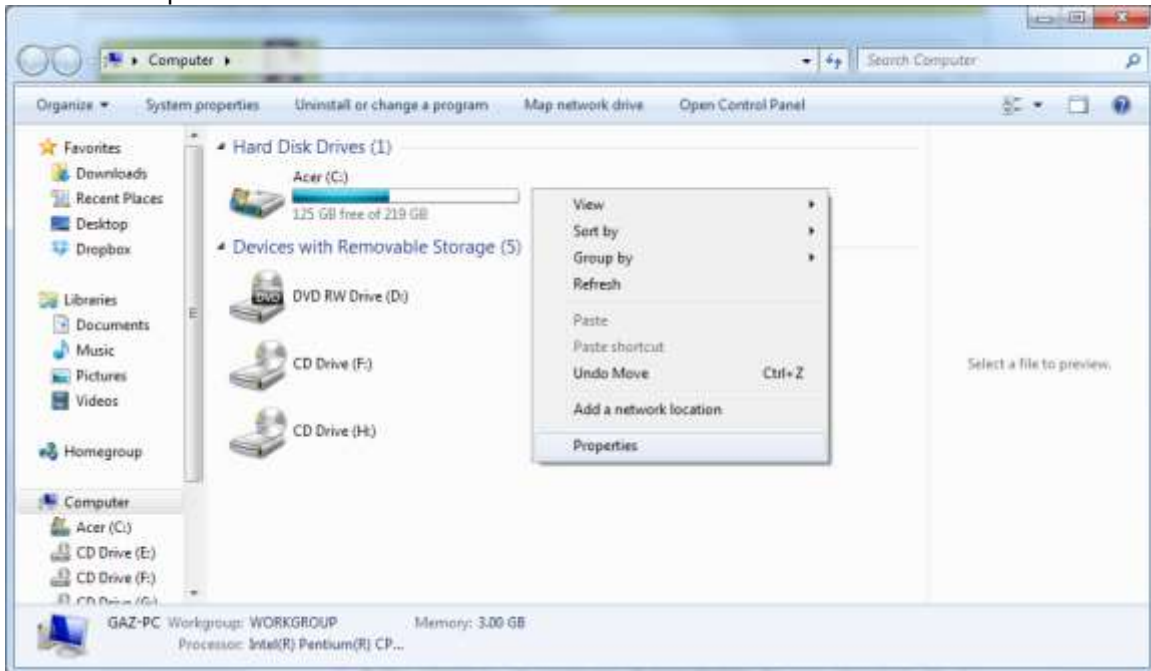 Computer
Search Computer
Organize
System properties
Uninstall or change a program
Map network drive
Open Control Panel
Favorites
Downloads
Recent Places
Desktop
Dropbox
Libraries
Documents
Music
Pictures
Videos
Homegroup
Computer
Acer (C:)
CD Drive (E:)
CD Drive (F:)
CD Drive (G:)
Hard Disk Drives (1)
Acer (C:)
125 GB free of 219 GB
Devices with Removable Storage (5)
DVD
DVD RW Drive (D:)
CD Drive (F:)
CD Drive (H:)
View
Sort by
Group by
Refresh
Paste
Paste shortcut
Undo Move Ctrl+Z
Add a network location
Properties
Select a file to preview.
GAZ-PC Workgroup: WORKGROUP Memory: 3.00 GB
Processor: Intel(R) Pentium(R) CP...